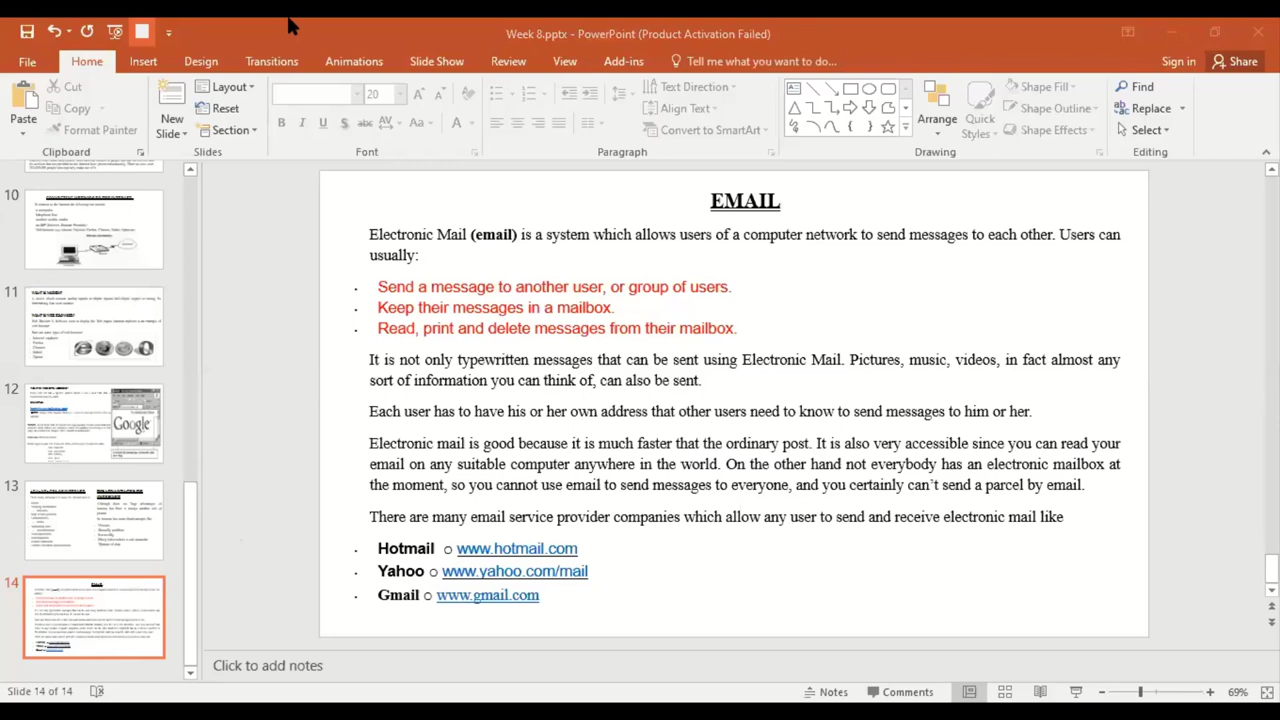 Week 8.pptx - PowerPoint (Product Activation Failed)
File Home Insert Design Transitions Animations Slide Show Review View Add-ins Tell me what you want to do... Sign in Share
Paste
Cut
Copy
Format Painter
Clipboard
New Slide
Layout
Reset
Section
Slides
20
Font
Text Direction
Align Text
Convert to SmartArt
Paragraph
Arrange
Quick Styles
Shape Fill
Shape Outline
Shape Effects
Drawing
Find
Replace
Select
Editing
10
11
12
Google
13
14
EMAIL
Electronic Mail (email) is a system which allows users of a computer network to send messages to each other. Users can
usually:
· Send a message to another user, or group of users.
· Keep their messages in mailbox.
· Read, print and delete messages from their mailbox.
It is not only typewritten messages that can be sent using Electronic Mail. Pictures, music, videos, in fact almost any
sort of information you can think of, can also be sent.
Each user has to have his or her own address that other users need to know to send messages to him or her.
Electronic mail is good because it is much faster that the ordinary post. It is also very accessible since you can read your
email on any suitable computer anywhere in the world. On the other hand not everybody has an electronic mailbox at
the moment, so you cannot use email to send messages to everyone, and you certainly can't send a parcel by email.
There are many email service provider companies which allow any user to send and receive electronic mail like
· Hotmail ○ www.hotmail.com
· Yahoo ○ www.yahoo.com/mail
· Gmail ○ www.gmail.com
Click to add notes
Slide 14 of 14 Notes Comments 69%